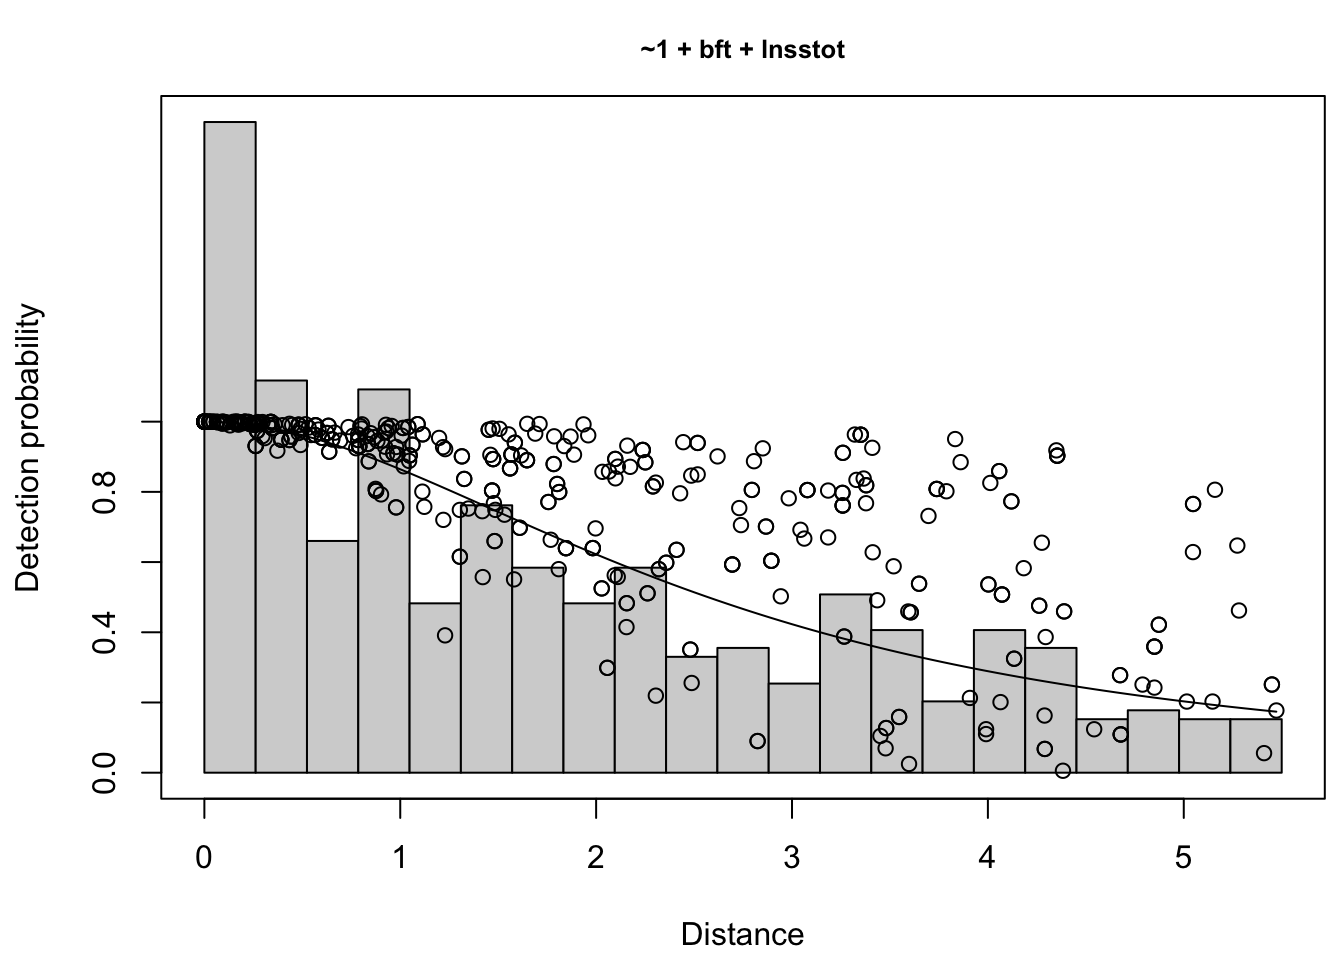 ~1 + bft + lnsstot
Detection probability
0.8
0.4
0.0
0 1 2 3 4 5
Distance